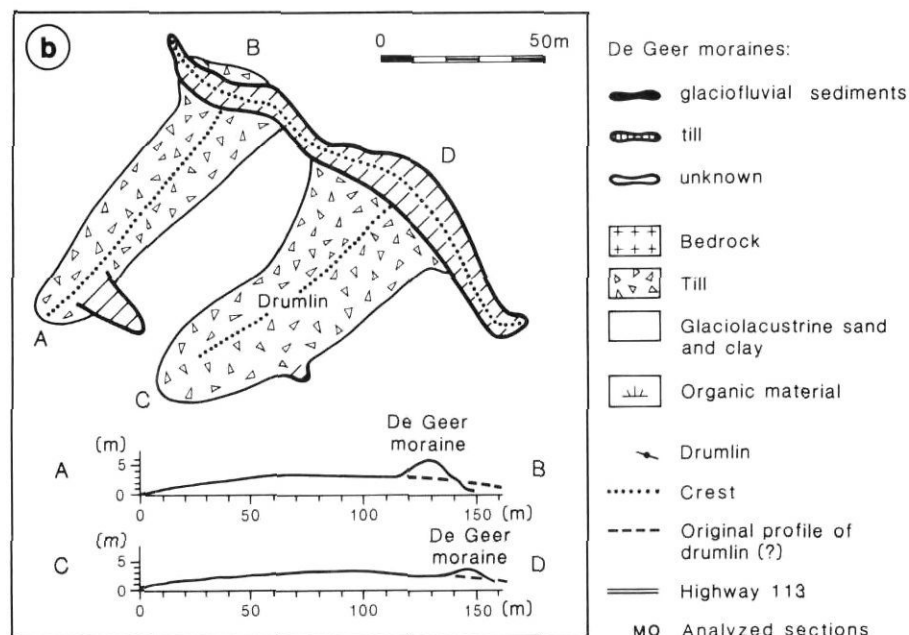 b
B
0 50m
D
Drumlin
A
C
De Geer
moraine
(m)
A
B
5
0
0 50 100 150 (m)
De Geer
moraine
(m)
C
D
5
0
0 50 100 150 (m)
De Geer moraines:
glaciofluvial sediments
till
unknown
Bedrock
Till
Glaciolacustrine sand
and clay
Organic material
Drumlin
Crest
Original profile of
drumlin (?)
Highway 113
MO Analyzed sections